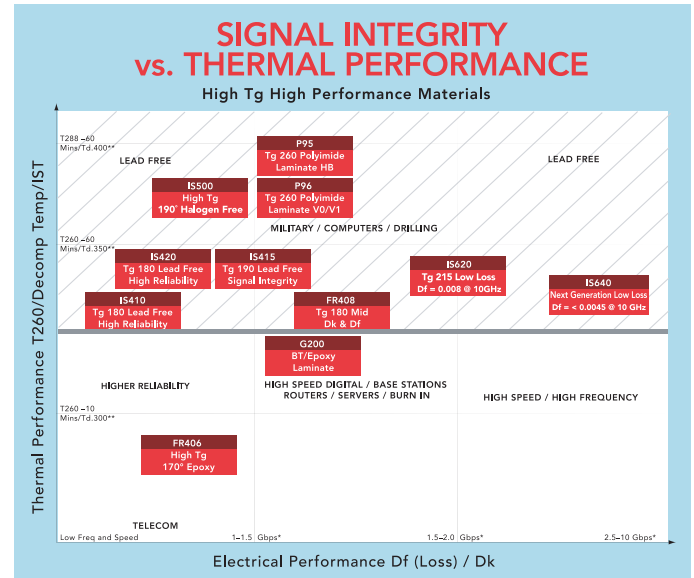 SIGNAL INTEGRITY
vs. THERMAL PERFORMANCE
High Tg High Performance Materials
Thermal Performance T260/Decomp Temp/IST
T288 –60
Mins/Td.400**
LEAD FREE
P95
Tg 260 Polyimide
Laminate HB
LEAD FREE
IS500
High Tg
190° Halogen Free
P96
Tg 260 Polyimide
Laminate V0/V1
MILITARY / COMPUTERS / DRILLING
T260 –60
Mins/Td.350**
IS420
Tg 180 Lead Free
High Reliability
IS415
Tg 190 Lead Free
Signal Integrity
IS620
Tg 215 Low Loss
Df = 0.008 @ 10GHz
IS640
Next Generation Low Loss
Df = < 0.0045 @ 10 GHz
IS410
Tg 180 Lead Free
High Reliability
FR408
Tg 180 Mid
Dk & Df
G200
BT/Epoxy
Laminate
HIGHER RELIABILITY
HIGH SPEED DIGITAL / BASE STATIONS
ROUTERS / SERVERS / BURN IN
HIGH SPEED / HIGH FREQUENCY
T260 –10
Mins/Td.300**
FR406
High Tg
170° Epoxy
TELECOM
Low Freq and Speed
1–1.5 Gbps*
1.5–2.0 Gbps*
2.5-10 Gbps*
Electrical Performance Df (Loss) / Dk